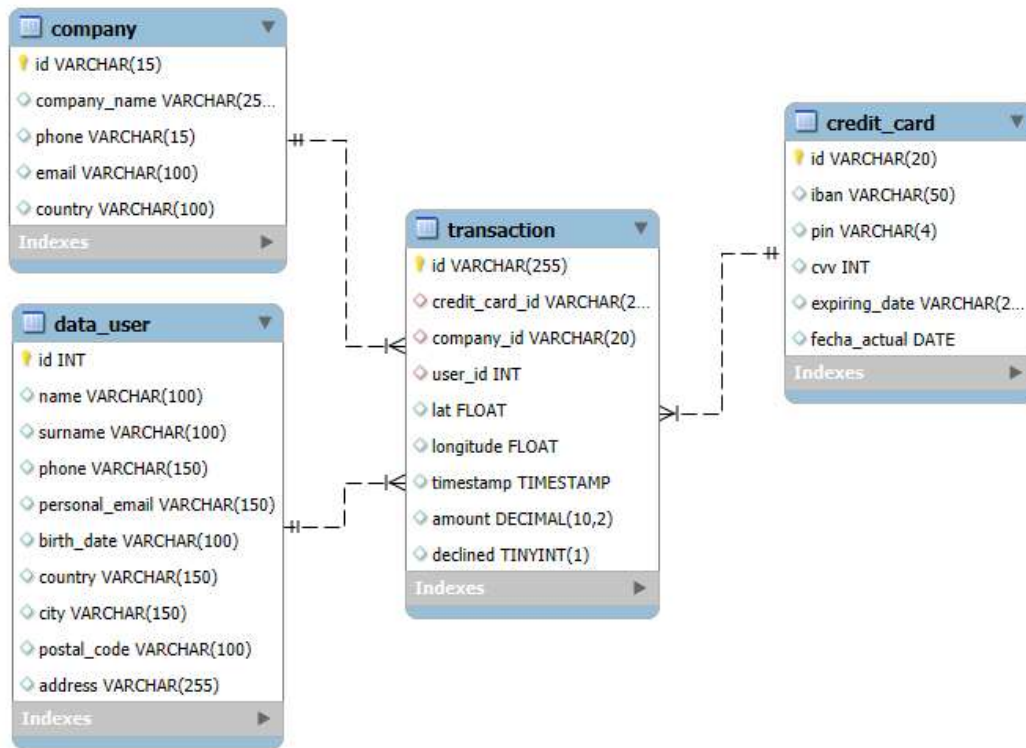 company
id VARCHAR(15)
company_name VARCHAR(25...
phone VARCHAR(15)
email VARCHAR(100)
country VARCHAR(100)
Indexes
data_user
id INT
name VARCHAR(100)
surname VARCHAR(100)
phone VARCHAR(150)
personal_email VARCHAR(150)
birth_date VARCHAR(100)
country VARCHAR(150)
city VARCHAR(150)
postal_code VARCHAR(100)
address VARCHAR(255)
Indexes
transaction
id VARCHAR(255)
credit_card_id VARCHAR(2...
company_id VARCHAR(20)
user_id INT
lat FLOAT
longitude FLOAT
timestamp TIMESTAMP
amount DECIMAL(10,2)
declined TINYINT(1)
Indexes
credit_card
id VARCHAR(20)
iban VARCHAR(50)
pin VARCHAR(4)
cvv INT
expiring_date VARCHAR(2...
fecha_actual DATE
Indexes